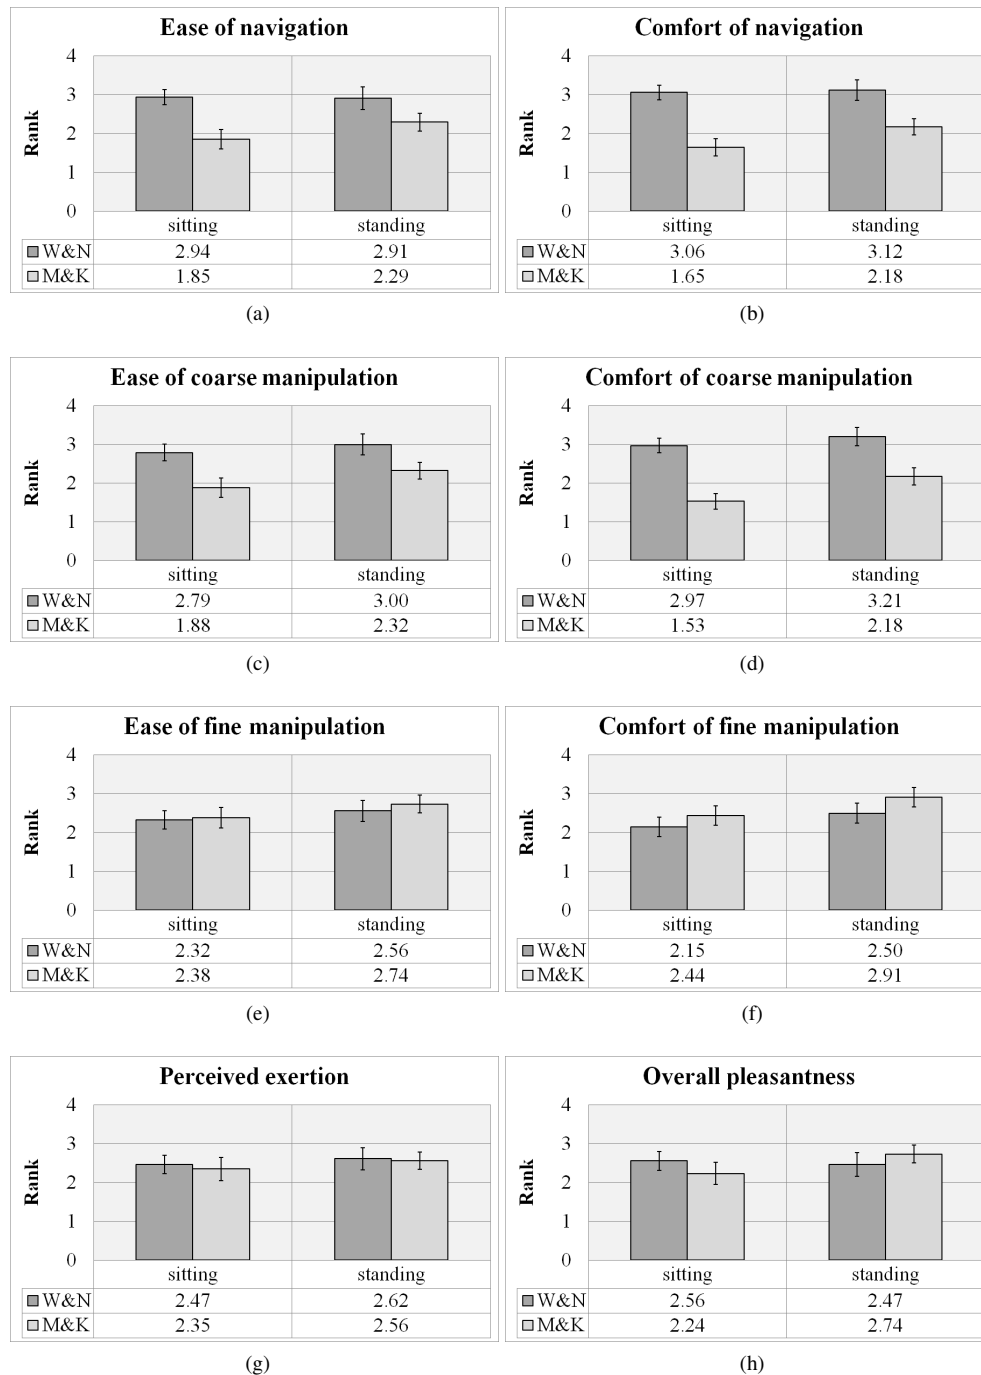 Ease of navigation
4
3
2
1
0
Rank
sitting standing
W&N 2.94 2.91
M&K 1.85 2.29
(a)
Comfort of navigation
4
3
2
1
0
Rank
sitting standing
W&N 3.06 3.12
M&K 1.65 2.18
(b)
Ease of coarse manipulation
4
3
2
1
0
Rank
sitting standing
W&N 2.79 3.00
M&K 1.88 2.32
(c)
Comfort of coarse manipulation
4
3
2
1
0
Rank
sitting standing
W&N 2.97 3.21
M&K 1.53 2.18
(d)
Ease of fine manipulation
4
3
2
1
0
Rank
sitting standing
W&N 2.32 2.56
M&K 2.38 2.74
(e)
Comfort of fine manipulation
4
3
2
1
0
Rank
sitting standing
W&N 2.15 2.50
M&K 2.44 2.91
(f)
Perceived exertion
4
3
2
1
0
Rank
sitting standing
W&N 2.47 2.62
M&K 2.35 2.56
(g)
Overall pleasantness
4
3
2
1
0
Rank
sitting standing
W&N 2.56 2.47
M&K 2.24 2.74
(h)